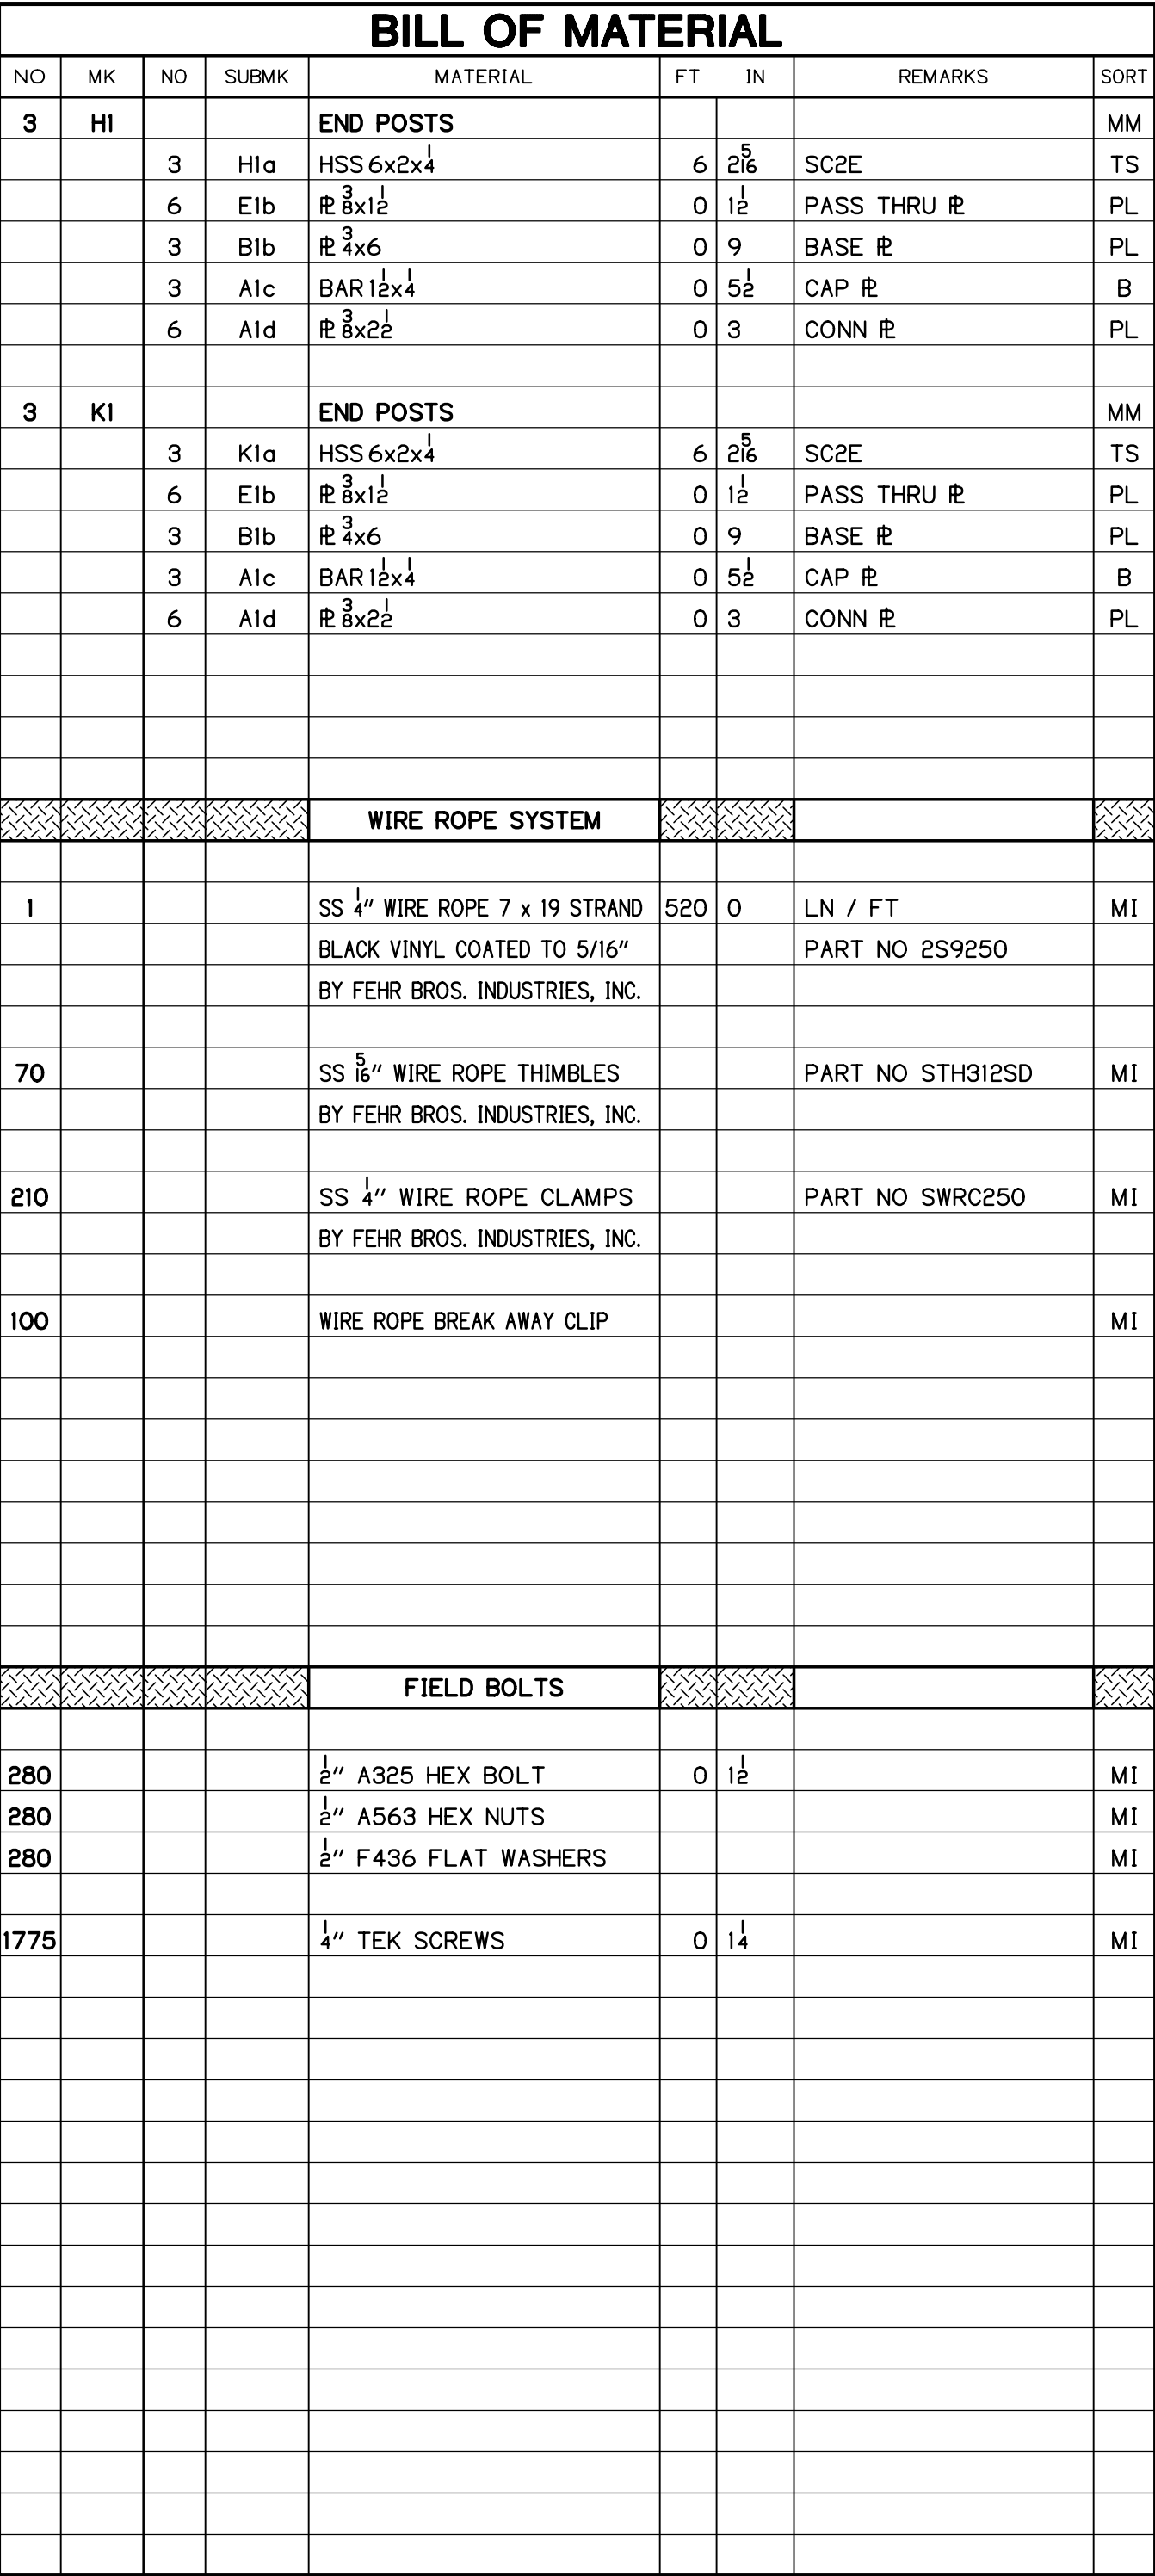 BILL OF MATERIAL
NO MK NO SUBMK MATERIAL FT IN REMARKS SORT
3 H1 END POSTS MM
3 H1a HSS 6x2x1/4 6 2 5/16 SC2E TS
6 E1b PL 3/8x1 1/2 0 1 1/2 PASS THRU PL PL
3 B1b PL 3/4x6 0 9 BASE PL PL
3 A1c BAR 1 1/2x1/4 0 5 1/2 CAP PL B
6 A1d PL 3/8x2 1/2 0 3 CONN PL PL
3 K1 END POSTS MM
3 K1a HSS 6x2x1/4 6 2 5/16 SC2E TS
6 E1b PL 3/8x1 1/2 0 1 1/2 PASS THRU PL PL
3 B1b PL 3/4x6 0 9 BASE PL PL
3 A1c BAR 1 1/2x1/4 0 5 1/2 CAP PL B
6 A1d PL 3/8x2 1/2 0 3 CONN PL PL
WIRE ROPE SYSTEM
1 SS 1/4" WIRE ROPE 7 x 19 STRAND 520 0 LN / FT MI
BLACK VINYL COATED TO 5/16" PART NO 2S9250
BY FEHR BROS. INDUSTRIES, INC.
70 SS 5/16" WIRE ROPE THIMBLES PART NO STH312SD MI
BY FEHR BROS. INDUSTRIES, INC.
210 SS 1/4" WIRE ROPE CLAMPS PART NO SWRC250 MI
BY FEHR BROS. INDUSTRIES, INC.
100 WIRE ROPE BREAK AWAY CLIP MI
FIELD BOLTS
280 1/2" A325 HEX BOLT 0 1 1/2 MI
280 1/2" A563 HEX NUTS MI
280 1/2" F436 FLAT WASHERS MI
1775 1/4" TEK SCREWS 0 1 1/4 MI